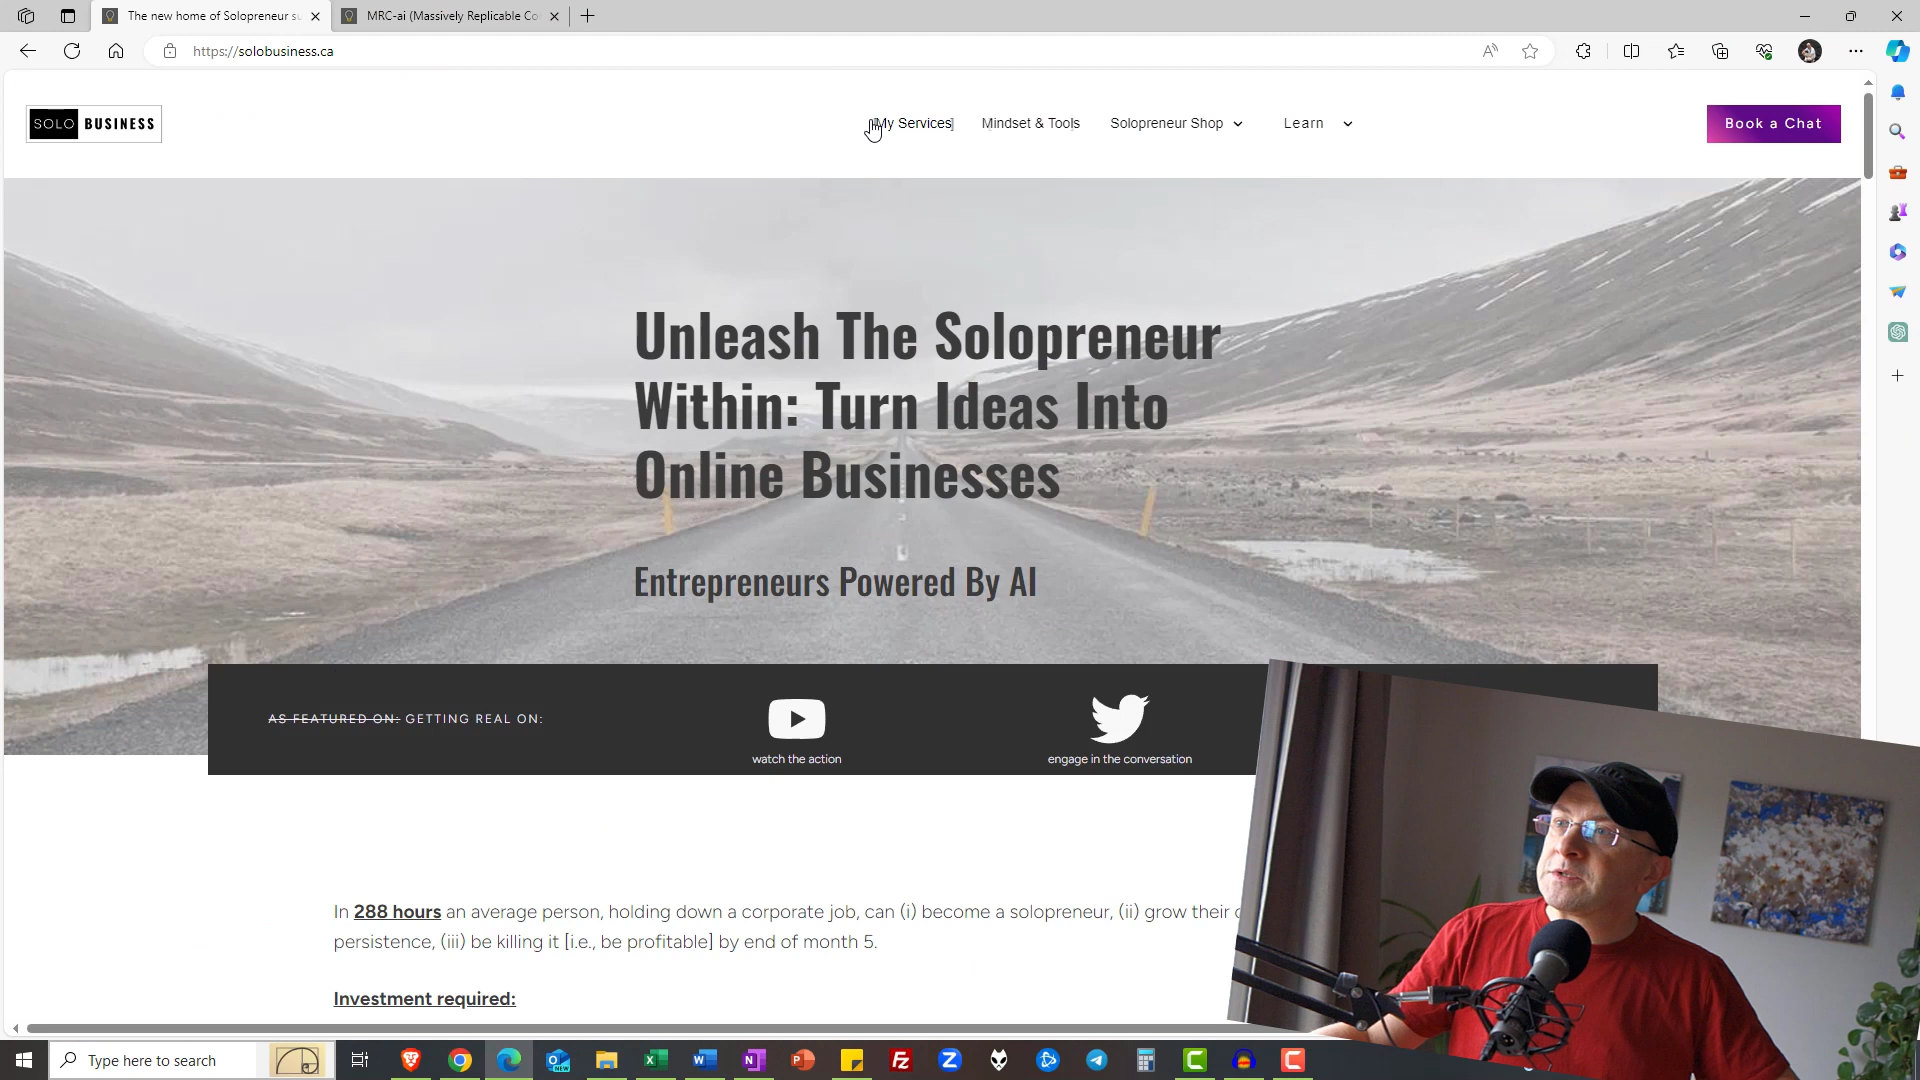 The new home of Solopreneur su
MRC-ai (Massively Replicable Co
https://solobusiness.ca
SOLO BUSINESS
My Services
Mindset & Tools
Solopreneur Shop
Learn
Book a Chat
Unleash The Solopreneur
Within: Turn Ideas Into
Online Businesses
Entrepreneurs Powered By AI
AS FEATURED ON: GETTING REAL ON:
watch the action
engage in the conversation
In 288 hours an average person, holding down a corporate job, can (i) become a solopreneur, (ii) grow their
persistence, (iii) be killing it [i.e., be profitable] by end of month 5.
Investment required:
Type here to search